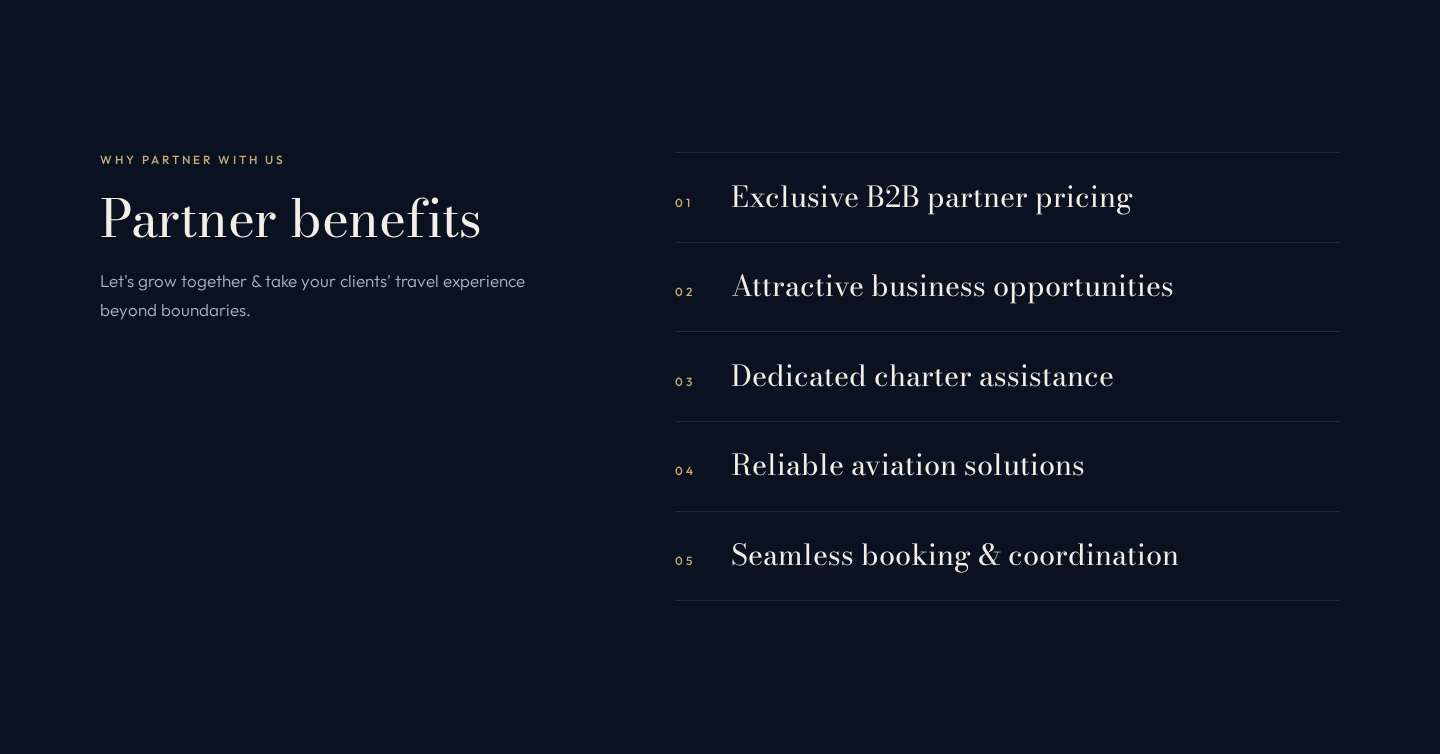 WHY PARTNER WITH US
Partner benefits
Let's grow together & take your clients' travel experience
beyond boundaries.
01 Exclusive B2B partner pricing
02 Attractive business opportunities
03 Dedicated charter assistance
04 Reliable aviation solutions
05 Seamless booking & coordination